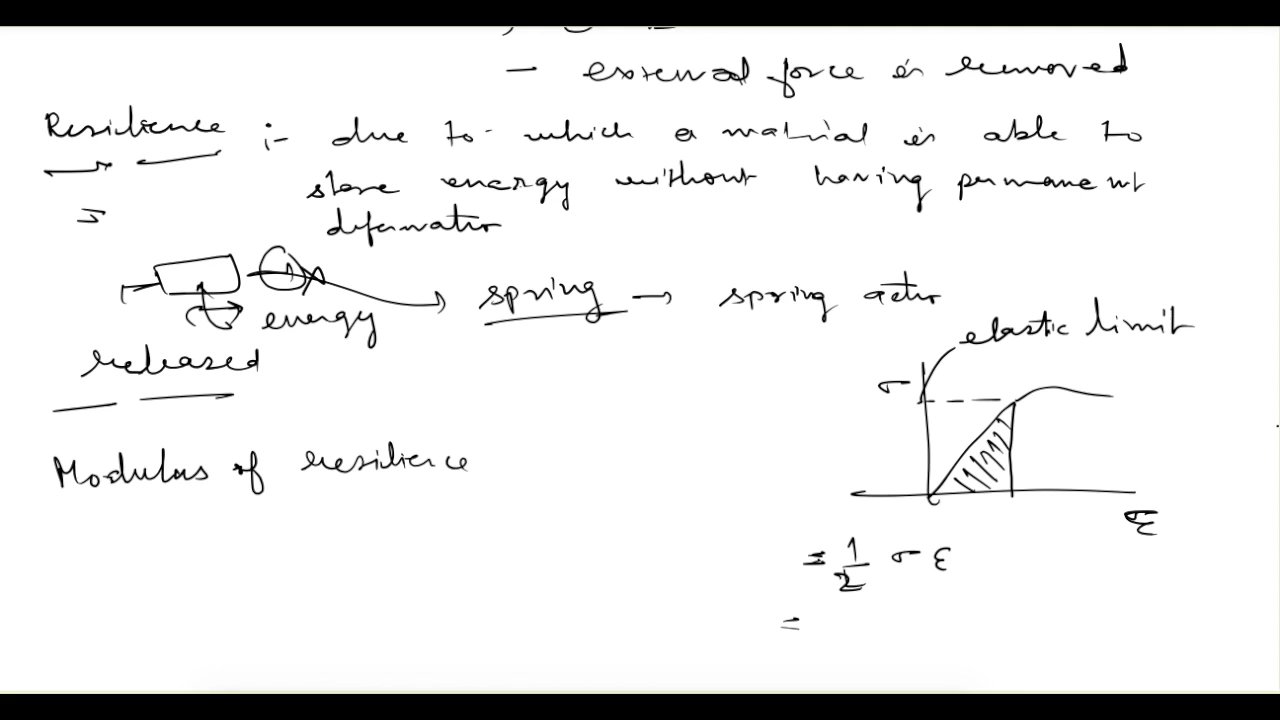 - external force is removed
Resilience :- due to which a material is able to
store energy without having permanent
deformation
energy → spring → spring action
released
elastic limit
σ
Modulus of resilience
ε
= 1/2 σ ε
=